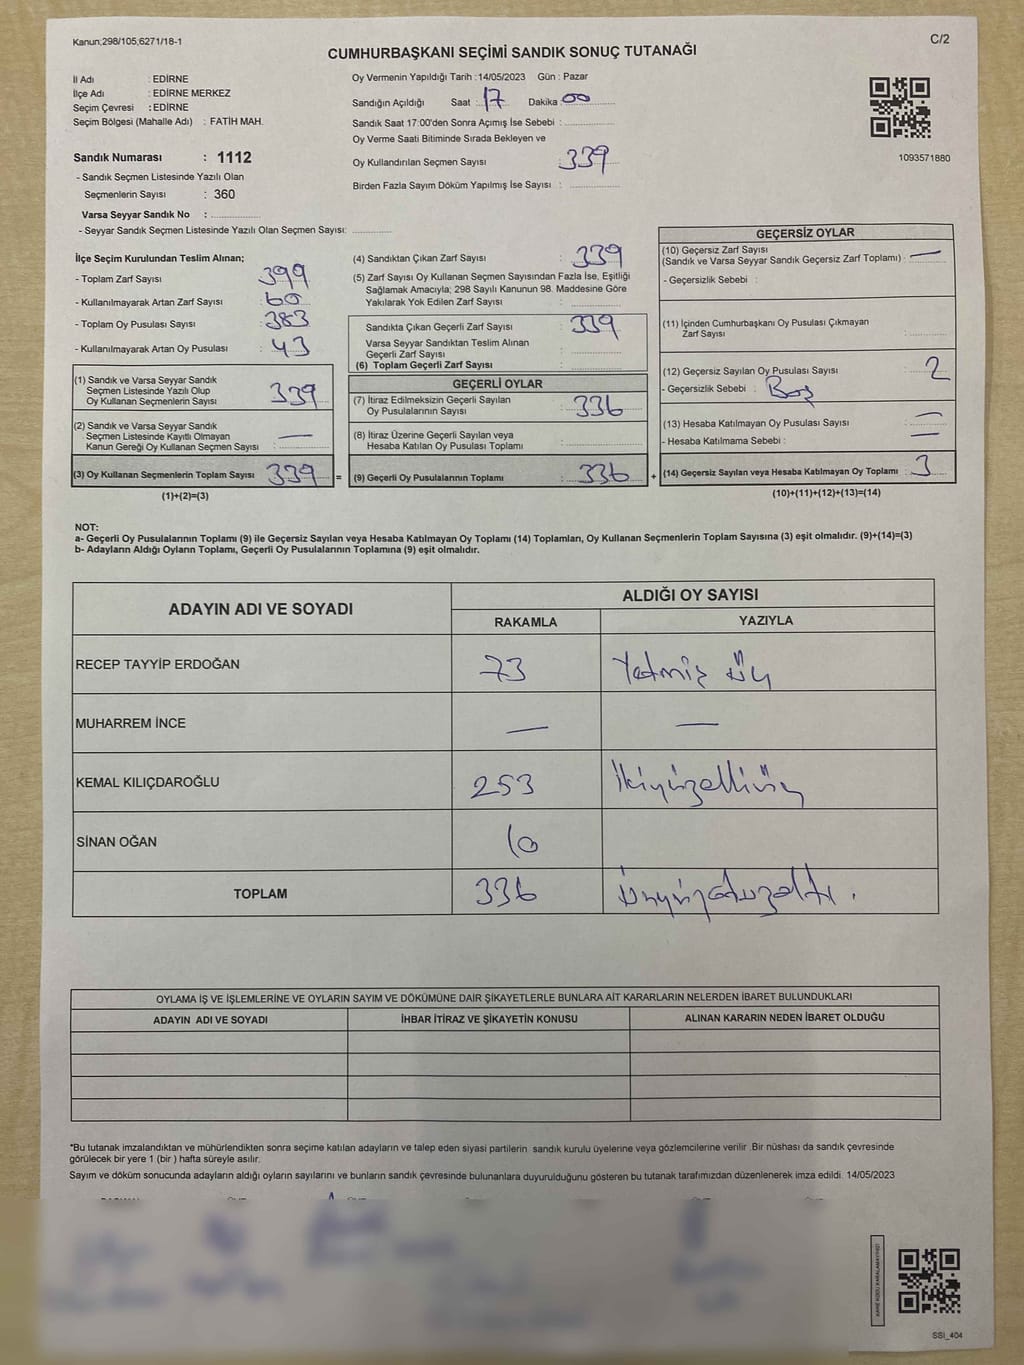 Kanun;298/105,6271/18-1
C/2
CUMHURBAŞKANI SEÇİMİ SANDIK SONUÇ TUTANAĞI
İl Adı : EDİRNE
İlçe Adı : EDİRNE MERKEZ
Seçim Çevresi : EDİRNE
Seçim Bölgesi (Mahalle Adı) : FATİH MAH.
Sandık Numarası : 1112
- Sandık Seçmen Listesinde Yazılı Olan
Seçmenlerin Sayısı : 360
Varsa Seyyar Sandık No :
- Seyyar Sandık Seçmen Listesinde Yazılı Olan Seçmen Sayısı:
Oy Vermenin Yapıldığı Tarih :14/05/2023 Gün : Pazar
Sandığın Açıldığı Saat : 17 Dakika : 00
Sandık Saat 17:00'den Sonra Açımış İse Sebebi :
Oy Verme Saati Bitiminde Sırada Bekleyen ve
Oy Kullandırılan Seçmen Sayısı : 339
Birden Fazla Sayım Döküm Yapılmış İse Sayısı :
1093571880
İlçe Seçim Kurulundan Teslim Alınan;
- Toplam Zarf Sayısı : 399
- Kullanılmayarak Artan Zarf Sayısı : 60
- Toplam Oy Pusulası Sayısı : 383
- Kullanılmayarak Artan Oy Pusulası : 43
(1) Sandık ve Varsa Seyyar Sandık
Seçmen Listesinde Yazılı Olup
Oy Kullanan Seçmenlerin Sayısı : 339
(2) Sandık ve Varsa Seyyar Sandık
Seçmen Listesinde Kayıtlı Olmayan
Kanun Gereği Oy Kullanan Seçmen Sayısı : —
(3) Oy Kullanan Seçmenlerin Toplam Sayısı : 339 =
(1)+(2)=(3)
(4) Sandıktan Çıkan Zarf Sayısı : 339
(5) Zarf Sayısı Oy Kullanan Seçmen Sayısından Fazla İse, Eşitliği
Sağlamak Amacıyla; 298 Sayılı Kanunun 98. Maddesine Göre
Yakılarak Yok Edilen Zarf Sayısı :
Sandıkta Çıkan Geçerli Zarf Sayısı : 339
Varsa Seyyar Sandıktan Teslim Alınan
Geçerli Zarf Sayısı :
(6) Toplam Geçerli Zarf Sayısı :
GEÇERLİ OYLAR
(7) İtiraz Edilmeksizin Geçerli Sayılan
Oy Pusulalarının Sayısı : 336
(8) İtiraz Üzerine Geçerli Sayılan veya
Hesaba Katılan Oy Pusulası Toplamı :
(9) Geçerli Oy Pusulalarının Toplamı : 336 +
GEÇERSİZ OYLAR
(10) Geçersiz Zarf Sayısı
(Sandık ve Varsa Seyyar Sandık Geçersiz Zarf Toplamı) : —
- Geçersizlik Sebebi :
(11) İçinden Cumhurbaşkanı Oy Pusulası Çıkmayan
Zarf Sayısı :
(12) Geçersiz Sayılan Oy Pusulası Sayısı : 2
- Geçersizlik Sebebi : Boş
(13) Hesaba Katılmayan Oy Pusulası Sayısı : —
- Hesaba Katılmama Sebebi : —
(14) Geçersiz Sayılan veya Hesaba Katılmayan Oy Toplamı : 3
(10)+(11)+(12)+(13)=(14)
NOT:
a- Geçerli Oy Pusulalarının Toplamı (9) ile Geçersiz Sayılan veya Hesaba Katılmayan Oy Toplamı (14) Toplamları, Oy Kullanan Seçmenlerin Toplam Sayısına (3) eşit olmalıdır. (9)+(14)=(3)
b- Adayların Aldığı Oyların Toplamı, Geçerli Oy Pusulalarının Toplamına (9) eşit olmalıdır.
ADAYIN ADI VE SOYADI
ALDIĞI OY SAYISI
RAKAMLA YAZIYLA
RECEP TAYYİP ERDOĞAN 73 Yetmiş üç
MUHARREM İNCE — —
KEMAL KILIÇDAROĞLU 253 İkiyüzelliüç
SİNAN OĞAN 10
TOPLAM 336 üçyüzotuzaltı.
OYLAMA İŞ VE İŞLEMLERİNE VE OYLARIN SAYIM VE DÖKÜMÜNE DAİR ŞİKAYETLERLE BUNLARA AİT KARARLARIN NELERDEN İBARET BULUNDUKLARI
ADAYIN ADI VE SOYADI İHBAR İTİRAZ VE ŞİKAYETİN KONUSU ALINAN KARARIN NEDEN İBARET OLDUĞU
*Bu tutanak imzalandıktan ve mühürlendikten sonra seçime katılan adayların ve talep eden siyasi partilerin sandık kurulu üyelerine veya gözlemcilerine verilir. Bir nüshası da sandık çevresinde
görülecek bir yere 1 (bir ) hafta süreyle asılır.
Sayım ve döküm sonucunda adayların aldığı oyların sayılarını ve bunların sandık çevresinde bulunanlara duyurulduğunu gösteren bu tutanak tarafımızdan düzenlenerek imza edildi. 14/05/2023
KARE KODU KARALAMAYINIZ!
SSI_404